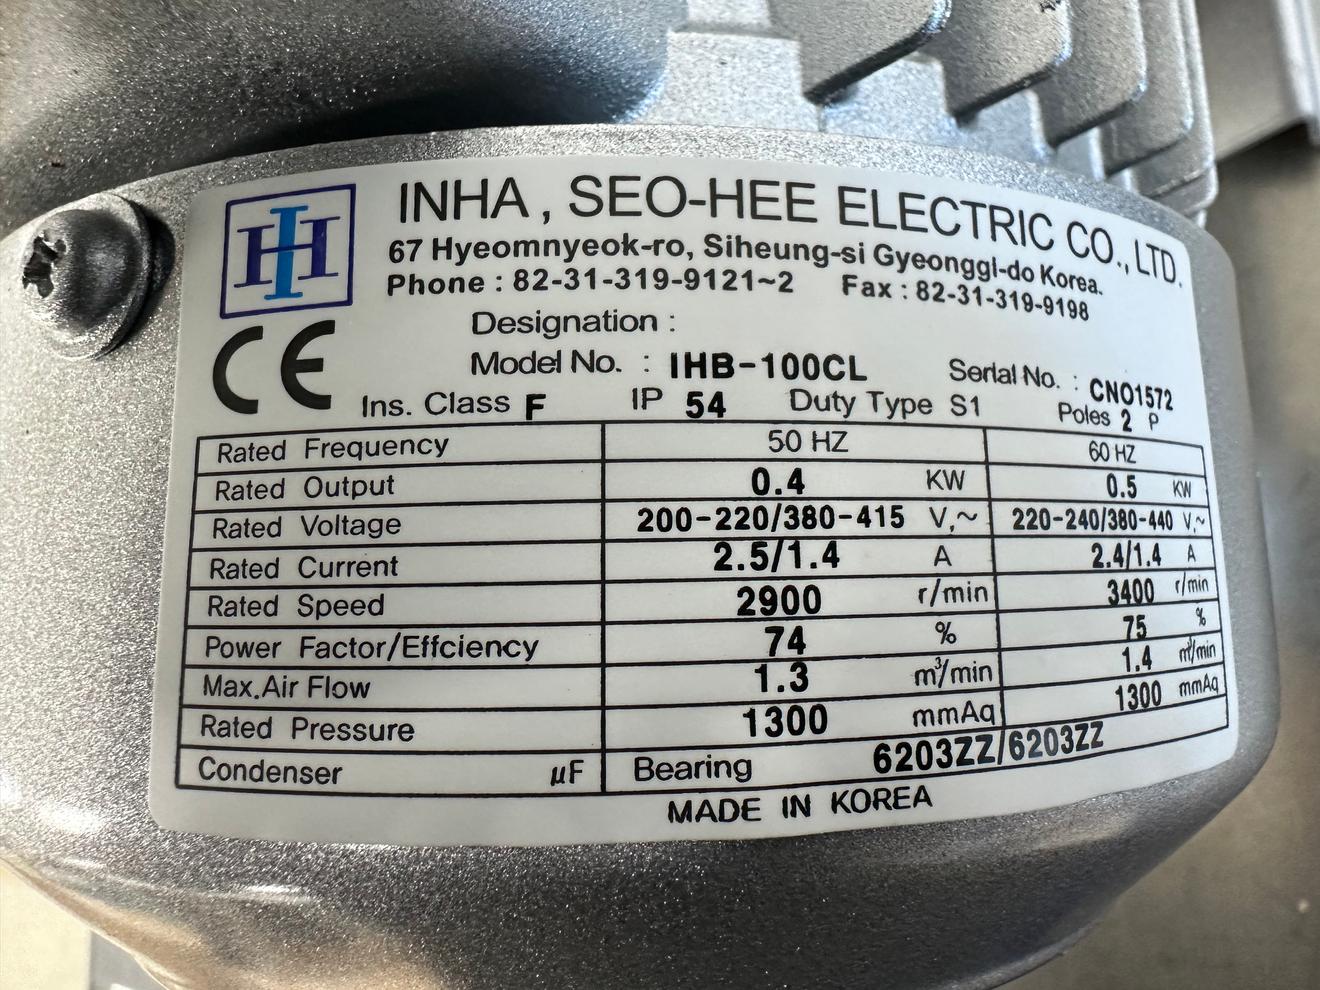 INHA , SEO-HEE ELECTRIC CO., LTD.
67 Hyeomnyeok-ro, Siheung-si Gyeonggi-do Korea.
Phone : 82-31-319-9121~2 Fax : 82-31-319-9198
CE
Designation :
Model No. : IHB-100CL Serial No. : CNO1572
Ins. Class F IP 54 Duty Type S1 Poles 2 P
Rated Frequency 50 HZ 60 HZ
Rated Output 0.4 KW 0.5 KW
Rated Voltage 200-220/380-415 V,~ 220-240/380-440 V,~
Rated Current 2.5/1.4 A 2.4/1.4 A
Rated Speed 2900 r/min 3400 r/min
Power Factor/Effciency 74 % 75 %
Max.Air Flow 1.3 m³/min 1.4 m³/min
Rated Pressure 1300 mmAq 1300 mmAq
Condenser μF Bearing 6203ZZ/6203ZZ
MADE IN KOREA